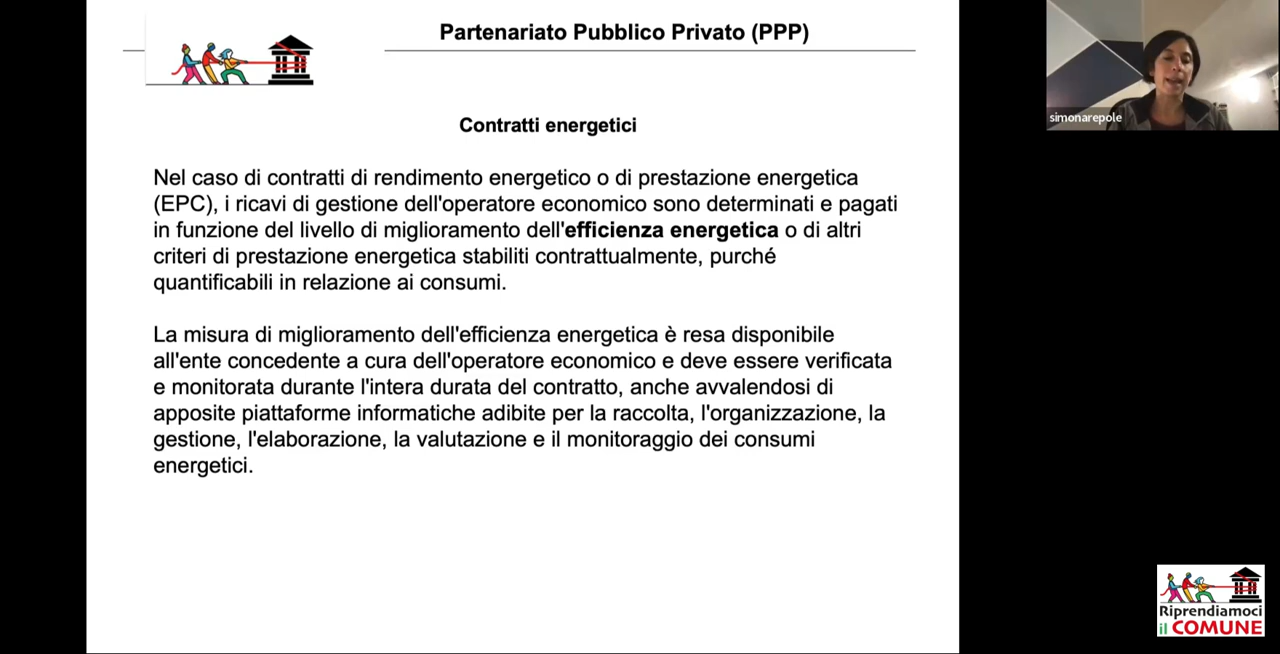 Partenariato Pubblico Privato (PPP)
Contratti energetici
Nel caso di contratti di rendimento energetico o di prestazione energetica
(EPC), i ricavi di gestione dell'operatore economico sono determinati e pagati
in funzione del livello di miglioramento dell'efficienza energetica o di altri
criteri di prestazione energetica stabiliti contrattualmente, purché
quantificabili in relazione ai consumi.
La misura di miglioramento dell'efficienza energetica è resa disponibile
all'ente concedente a cura dell'operatore economico e deve essere verificata
e monitorata durante l'intera durata del contratto, anche avvalendosi di
apposite piattaforme informatiche adibite per la raccolta, l'organizzazione, la
gestione, l'elaborazione, la valutazione e il monitoraggio dei consumi
energetici.
simonarepole
Riprendiamoci
il COMUNE